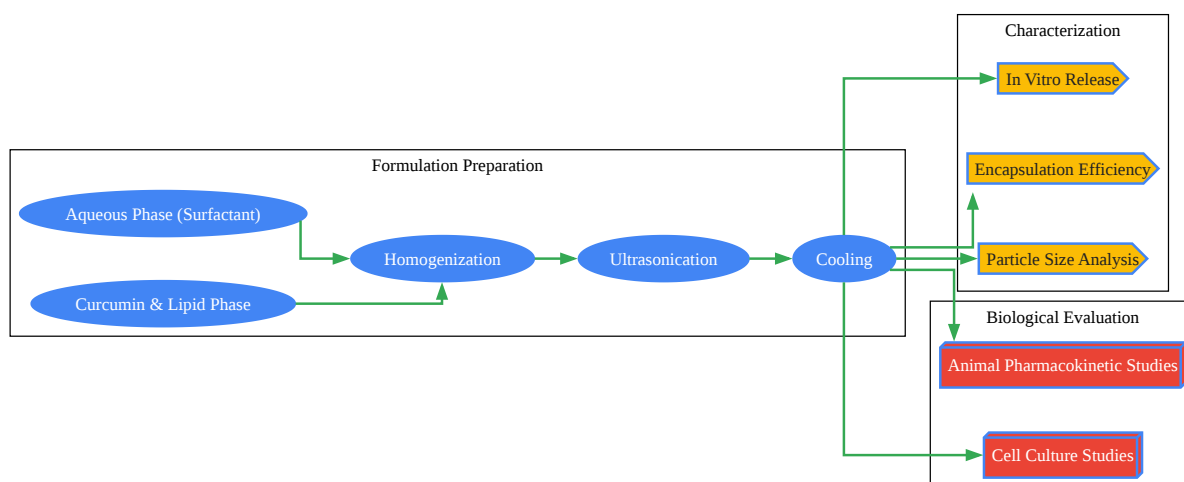 Formulation Preparation
Aqueous Phase (Surfactant)
Curcumin & Lipid Phase
Homogenization
Ultrasonication
Cooling
Characterization
In Vitro Release
Encapsulation Efficiency
Particle Size Analysis
Biological Evaluation
Animal Pharmacokinetic Studies
Cell Culture Studies